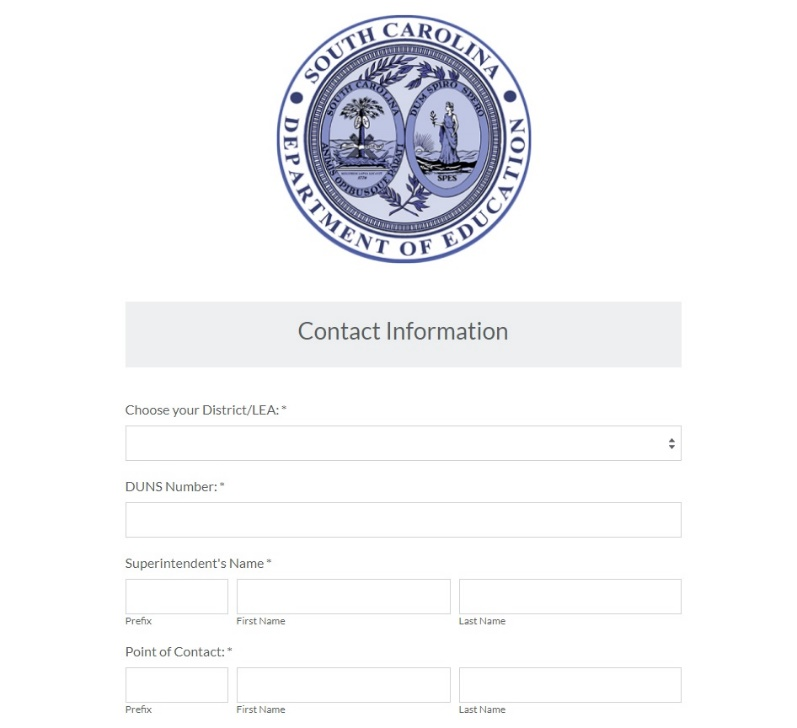 SOUTH CAROLINA
DEPARTMENT OF EDUCATION
SOUTH CAROLINA
ANIMIS OPIBUSQUE PARATI
DUM SPIRO SPERO
SPES
Contact Information
Choose your District/LEA: *
DUNS Number: *
Superintendent's Name *
Prefix First Name Last Name
Point of Contact: *
Prefix First Name Last Name